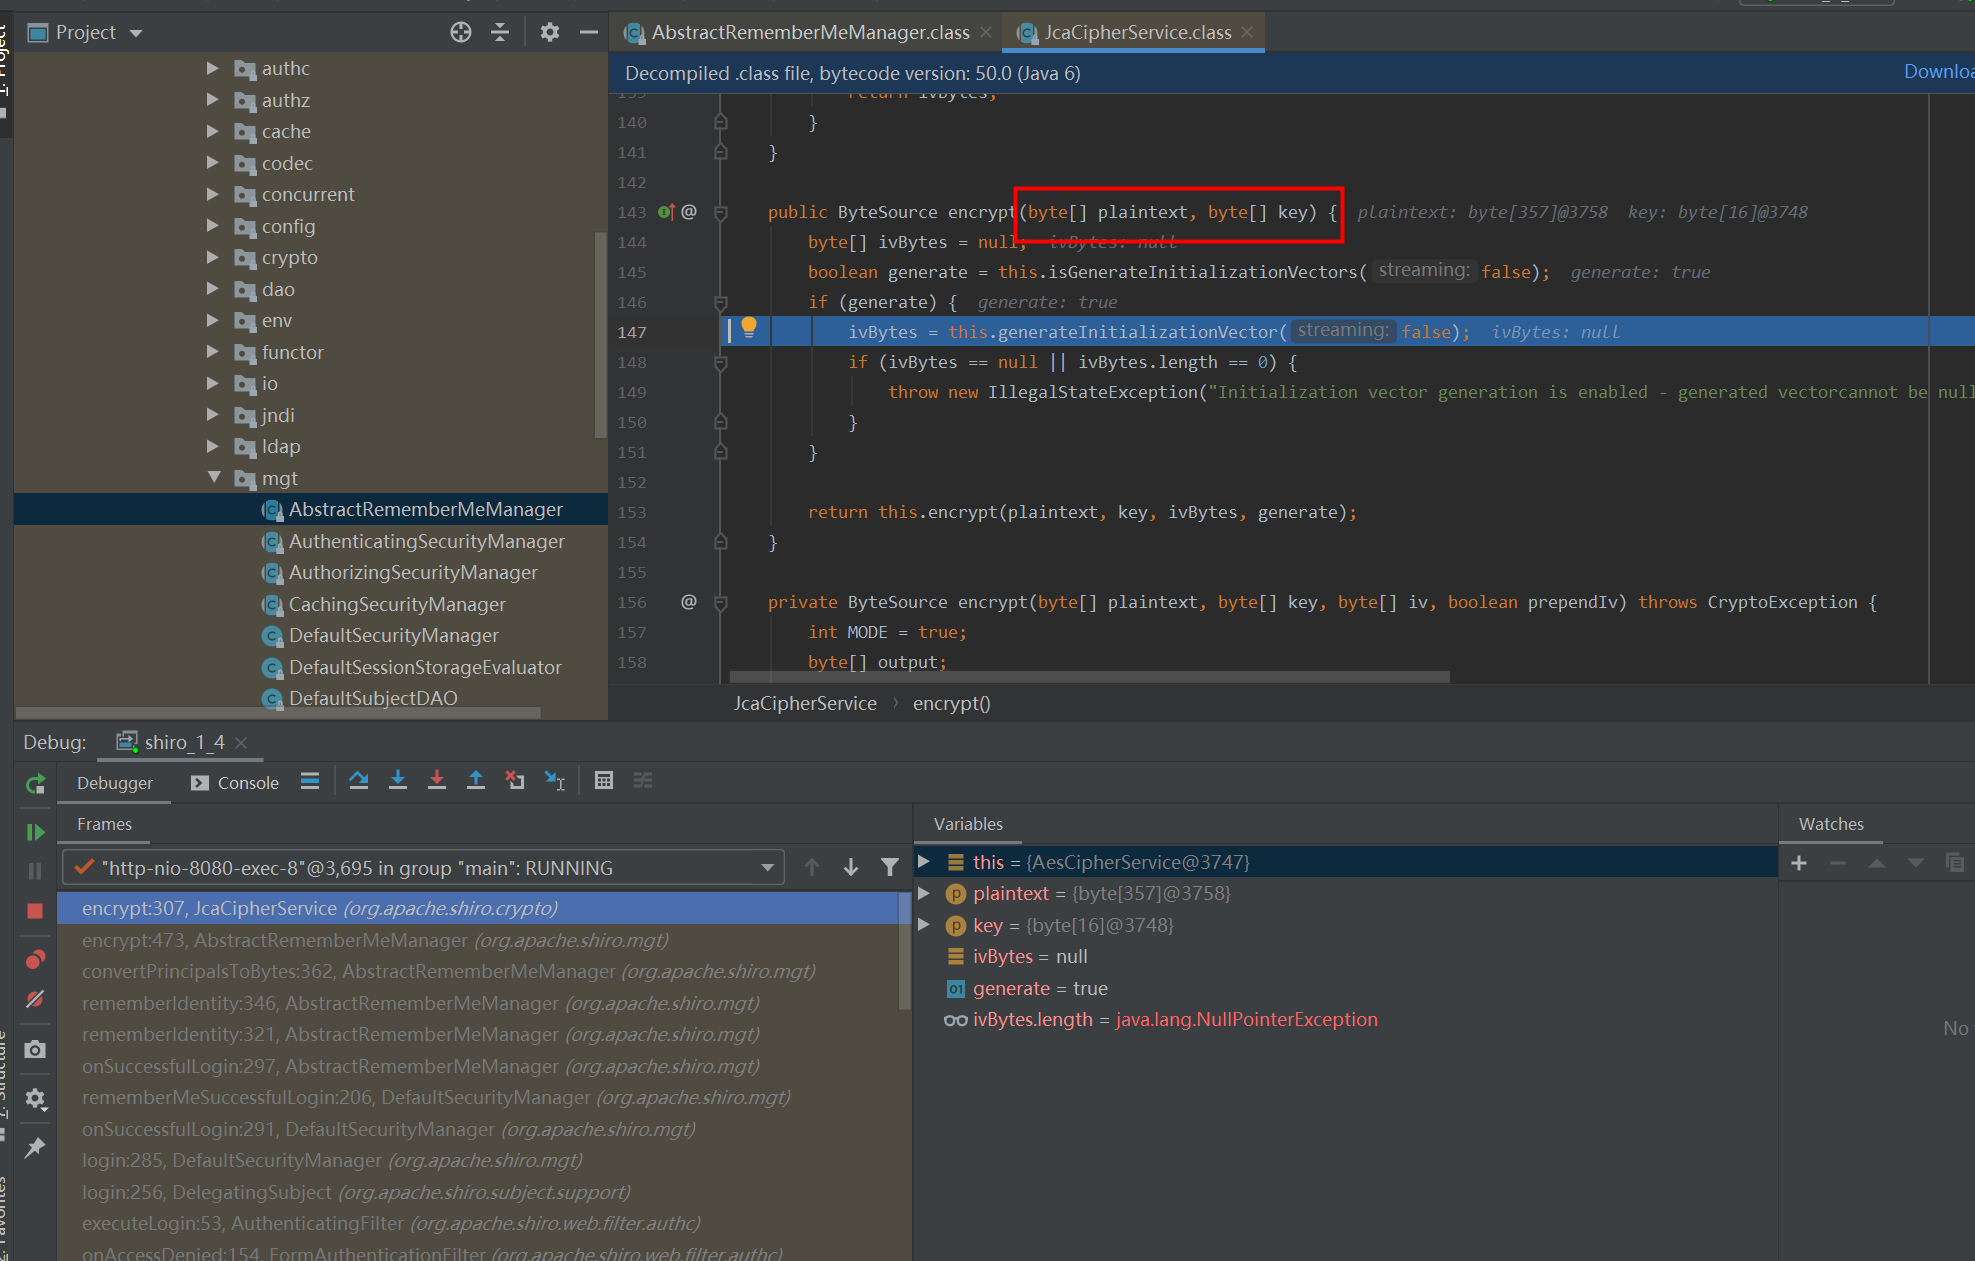 1: Project
Project
AbstractRememberMeManager.class
JcaCipherService.class
Decompiled .class file, bytecode version: 50.0 (Java 6)
authc
authz
cache
codec
concurrent
config
crypto
dao
env
functor
io
jndi
ldap
mgt
AbstractRememberMeManager
AuthenticatingSecurityManager
AuthorizingSecurityManager
CachingSecurityManager
DefaultSecurityManager
DefaultSessionStorageEvaluator
DefaultSubjectDAO
139 return ivBytes;
140 }
141 }
142
143 @ public ByteSource encrypt(byte[] plaintext, byte[] key) { plaintext: byte[357]@3758 key: byte[16]@3748
144 byte[] ivBytes = null; ivBytes: null
145 boolean generate = this.isGenerateInitializationVectors( streaming: false); generate: true
146 if (generate) { generate: true
147 ivBytes = this.generateInitializationVector( streaming: false); ivBytes: null
148 if (ivBytes == null || ivBytes.length == 0) {
149 throw new IllegalStateException("Initialization vector generation is enabled - generated vectorcannot be null
150 }
151 }
152
153 return this.encrypt(plaintext, key, ivBytes, generate);
154 }
155
156 @ private ByteSource encrypt(byte[] plaintext, byte[] key, byte[] iv, boolean prependIv) throws CryptoException {
157 int MODE = true;
158 byte[] output;
JcaCipherService › encrypt()
Debug: shiro_1_4
Debugger Console
Frames
"http-nio-8080-exec-8"@3,695 in group "main": RUNNING
encrypt:307, JcaCipherService (org.apache.shiro.crypto)
encrypt:473, AbstractRememberMeManager (org.apache.shiro.mgt)
convertPrincipalsToBytes:362, AbstractRememberMeManager (org.apache.shiro.mgt)
rememberIdentity:346, AbstractRememberMeManager (org.apache.shiro.mgt)
rememberIdentity:321, AbstractRememberMeManager (org.apache.shiro.mgt)
onSuccessfulLogin:297, AbstractRememberMeManager (org.apache.shiro.mgt)
rememberMeSuccessfulLogin:206, DefaultSecurityManager (org.apache.shiro.mgt)
onSuccessfulLogin:291, DefaultSecurityManager (org.apache.shiro.mgt)
login:285, DefaultSecurityManager (org.apache.shiro.mgt)
login:256, DelegatingSubject (org.apache.shiro.subject.support)
executeLogin:53, AuthenticatingFilter (org.apache.shiro.web.filter.authc)
onAccessDenied:154, FormAuthenticationFilter (org.apache.shiro.web.filter.authc)
Variables
this = {AesCipherService@3747}
plaintext = {byte[357]@3758}
key = {byte[16]@3748}
ivBytes = null
generate = true
ivBytes.length = java.lang.NullPointerException
Watches
No
7: Structure
2: Favorites